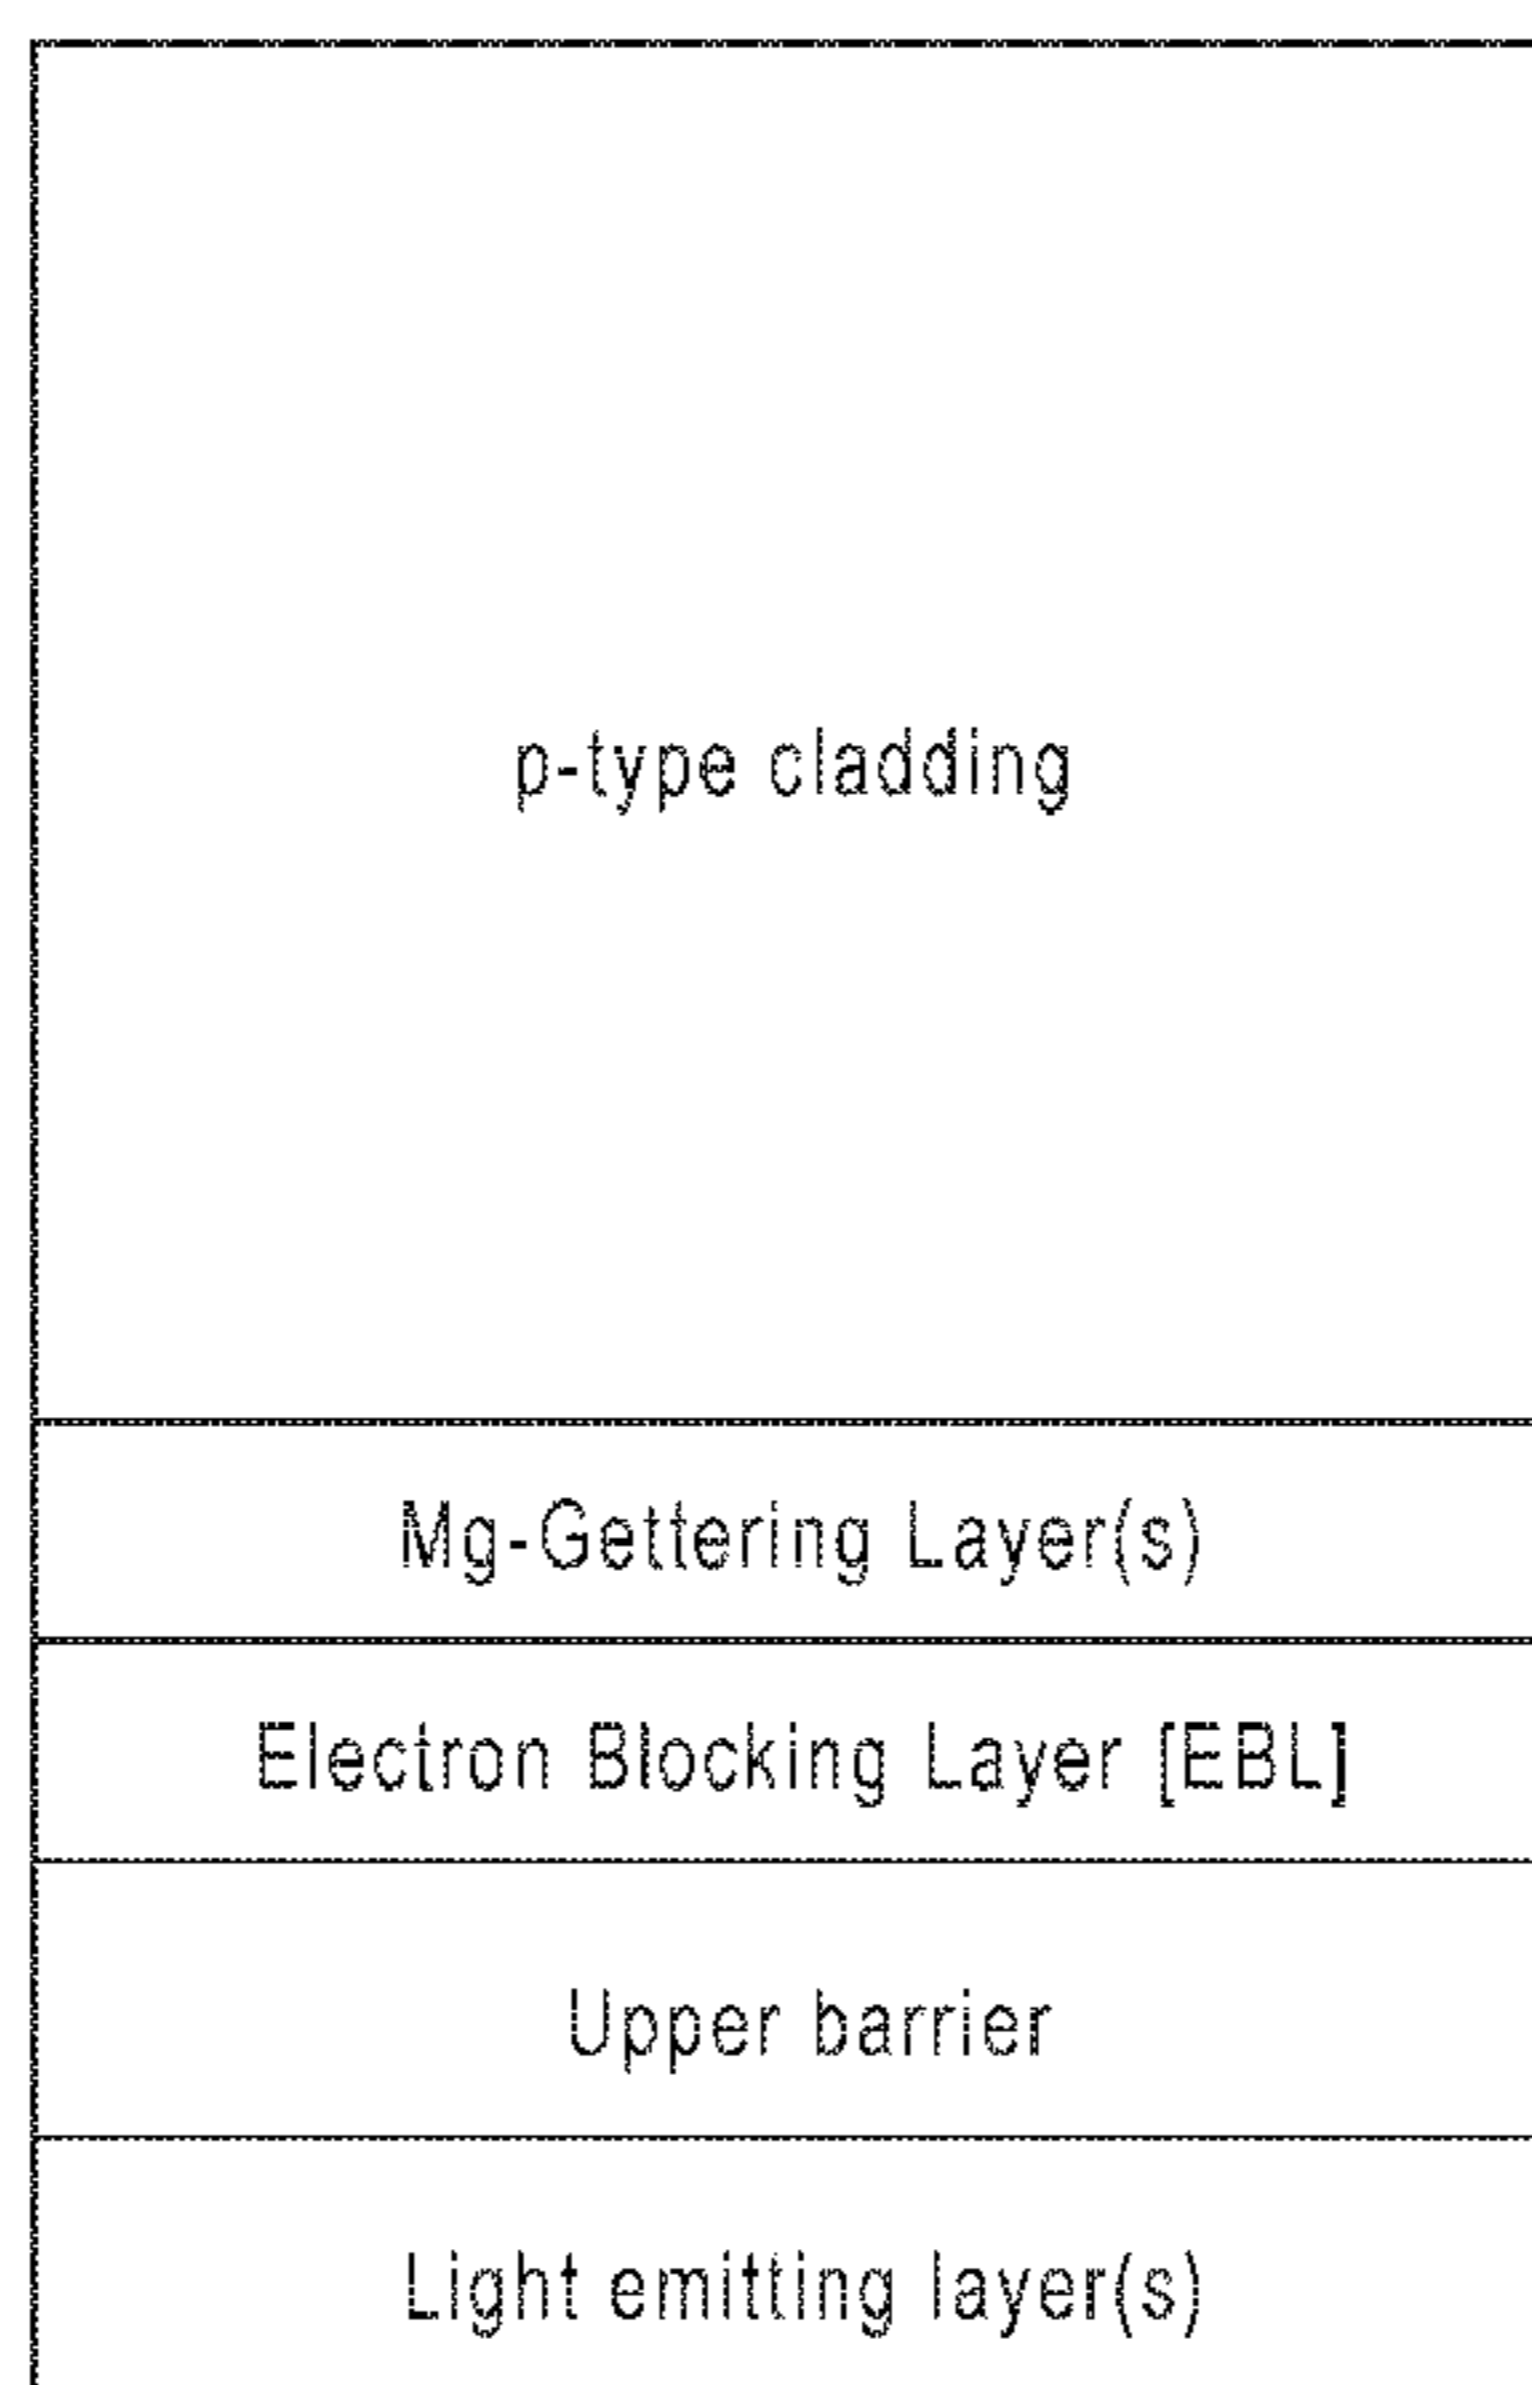 p-type cladding
Mg-Gettering Layer(s)
Electron Blocking Layer [EBL]
Upper barrier
Light emitting layer(s)